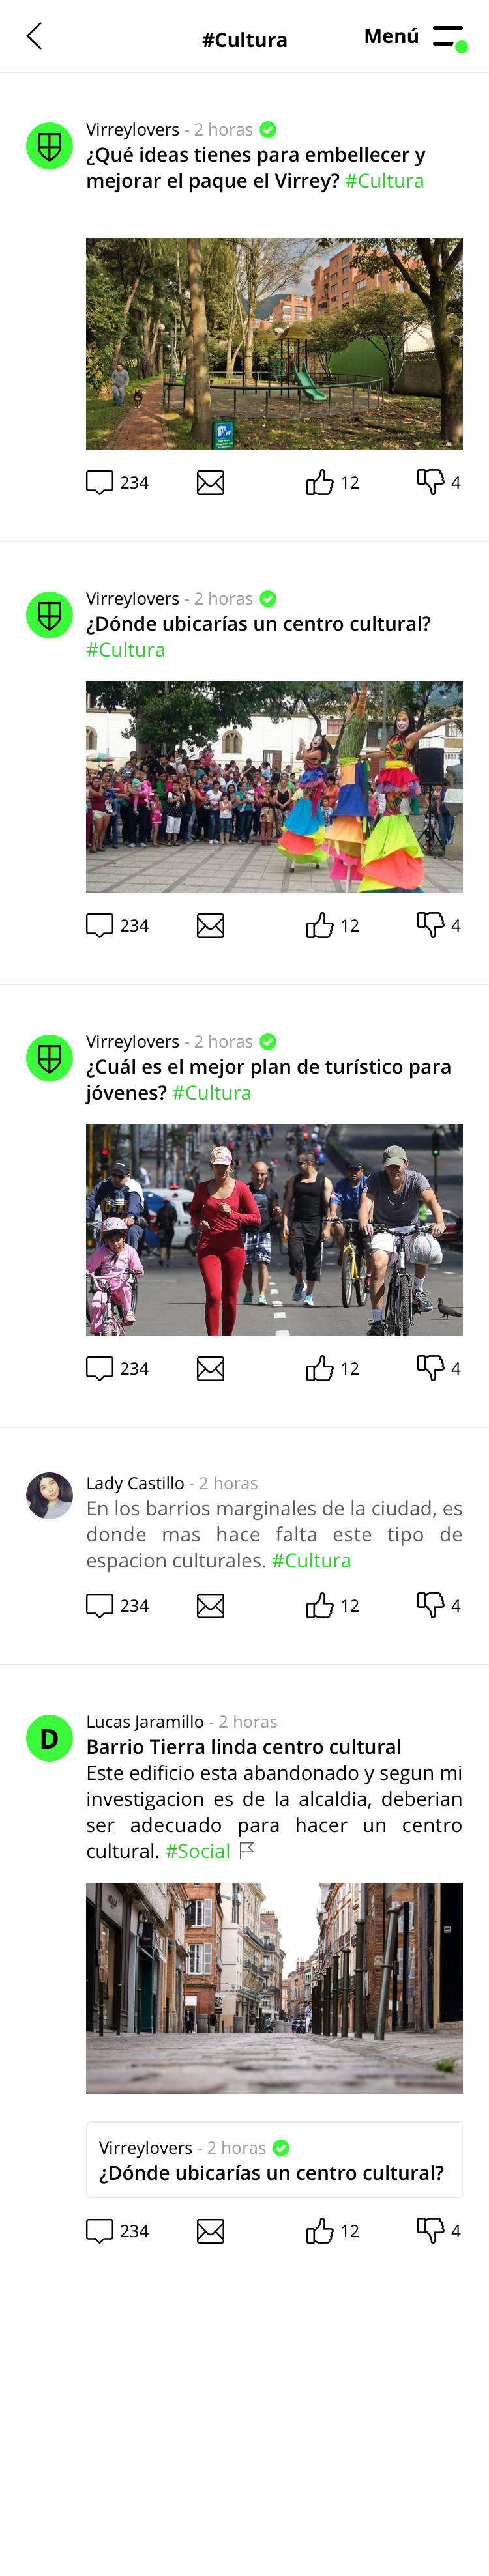 #Cultura
Menú
Virreylovers - 2 horas
¿Qué ideas tienes para embellecer y
mejorar el paque el Virrey? #Cultura
234
12
4
Virreylovers - 2 horas
¿Dónde ubicarías un centro cultural?
#Cultura
234
12
4
Virreylovers - 2 horas
¿Cuál es el mejor plan de turístico para
jóvenes? #Cultura
234
12
4
Lady Castillo - 2 horas
En los barrios marginales de la ciudad, es
donde mas hace falta este tipo de
espacion culturales. #Cultura
234
12
4
D
Lucas Jaramillo - 2 horas
Barrio Tierra linda centro cultural
Este edificio esta abandonado y segun mi
investigacion es de la alcaldia, deberian
ser adecuado para hacer un centro
cultural. #Social
Virreylovers - 2 horas
¿Dónde ubicarías un centro cultural?
234
12
4